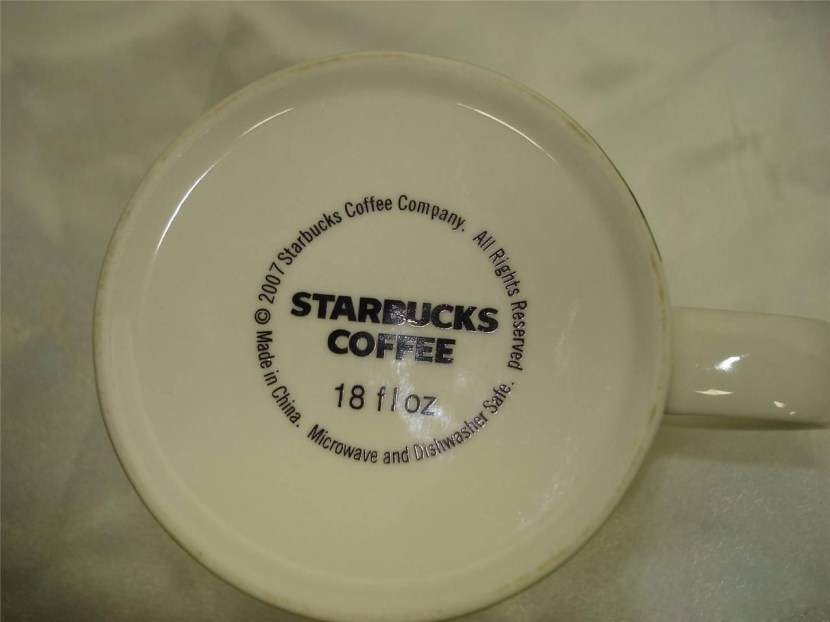 © 2007 Starbucks Coffee Company. All Rights Reserved
STARBUCKS
COFFEE
18 fl oz
Made in China. Microwave and Dishwasher Safe.